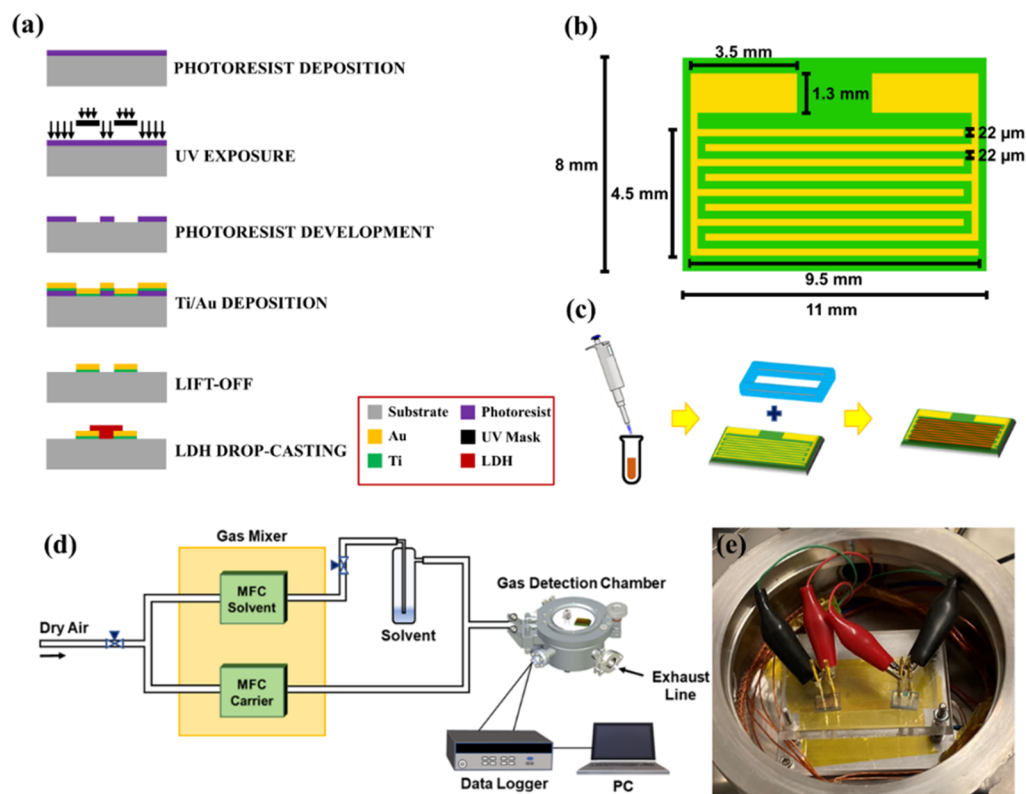 (a)
PHOTORESIST DEPOSITION
UV EXPOSURE
PHOTORESIST DEVELOPMENT
Ti/Au DEPOSITION
LIFT-OFF
LDH DROP-CASTING
Substrate
Photoresist
Au
UV Mask
Ti
LDH
(b)
3.5 mm
1.3 mm
22 µm
22 µm
8 mm
4.5 mm
9.5 mm
11 mm
(c)
(d)
Gas Mixer
MFC
Solvent
Dry Air
MFC
Carrier
Solvent
Gas Detection Chamber
Exhaust
Line
Data Logger
PC
(e)